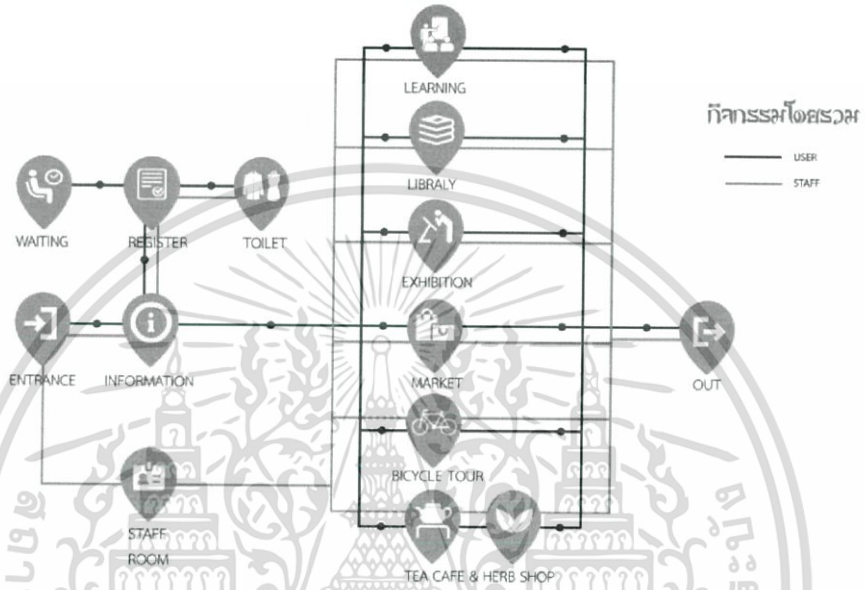 LEARNING
กิจกรรมโดยรวม
USER
STAFF
LIBRALY
WAITING
REGISTER
TOILET
EXHIBITION
ENTRANCE
INFORMATION
MARKET
OUT
BICYCLE TOUR
STAFF
ROOM
TEA CAFE & HERB SHOP